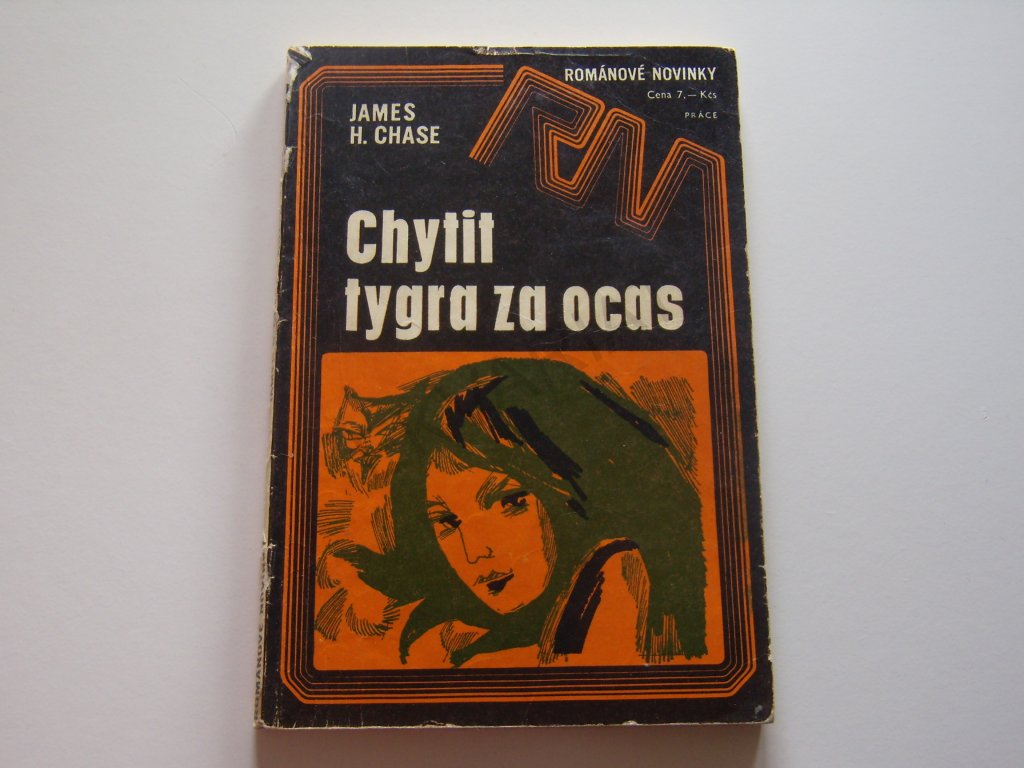 ROMÁNOVÉ NOVINKY
Cena 7,— Kčs
PRÁCE
JAMES
H. CHASE
RN
Chytit
tygra za ocas